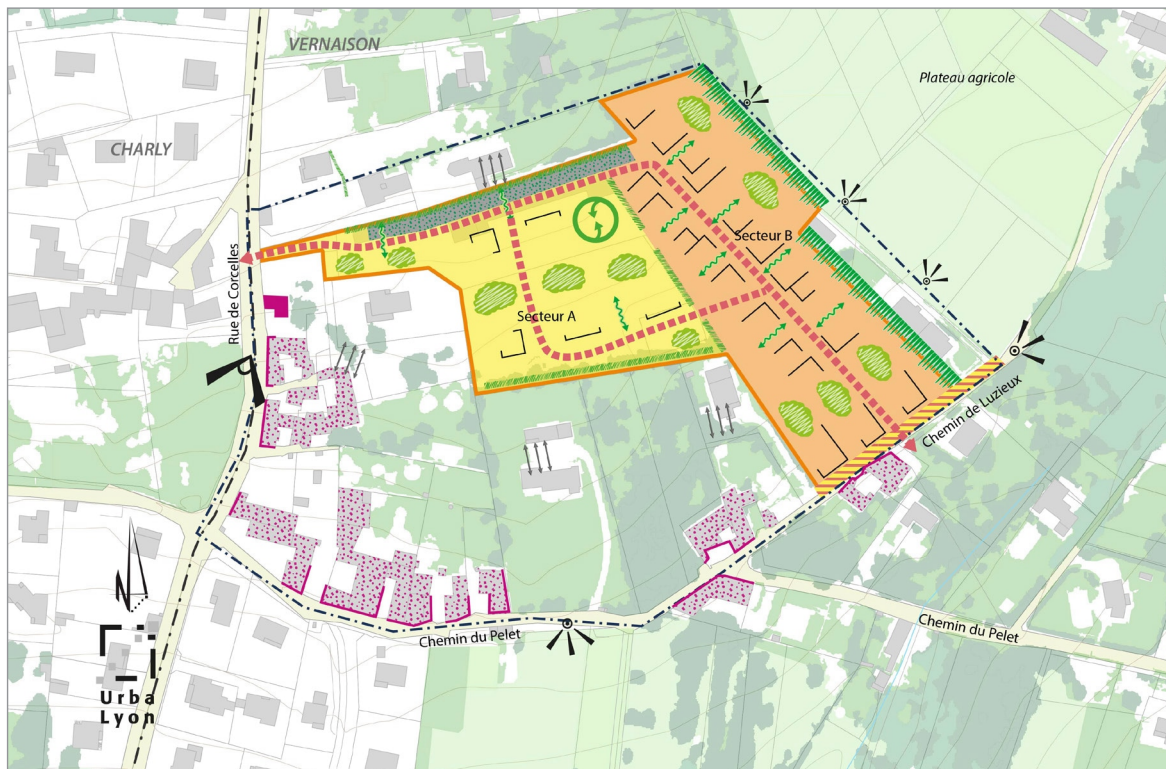 VERNAISON
Plateau agricole
CHARLY
Secteur B
Rue de Corcelles
Secteur A
Chemin de Luzieux
N
Chemin du Pelet
Chemin du Pelet
Urba
Lyon